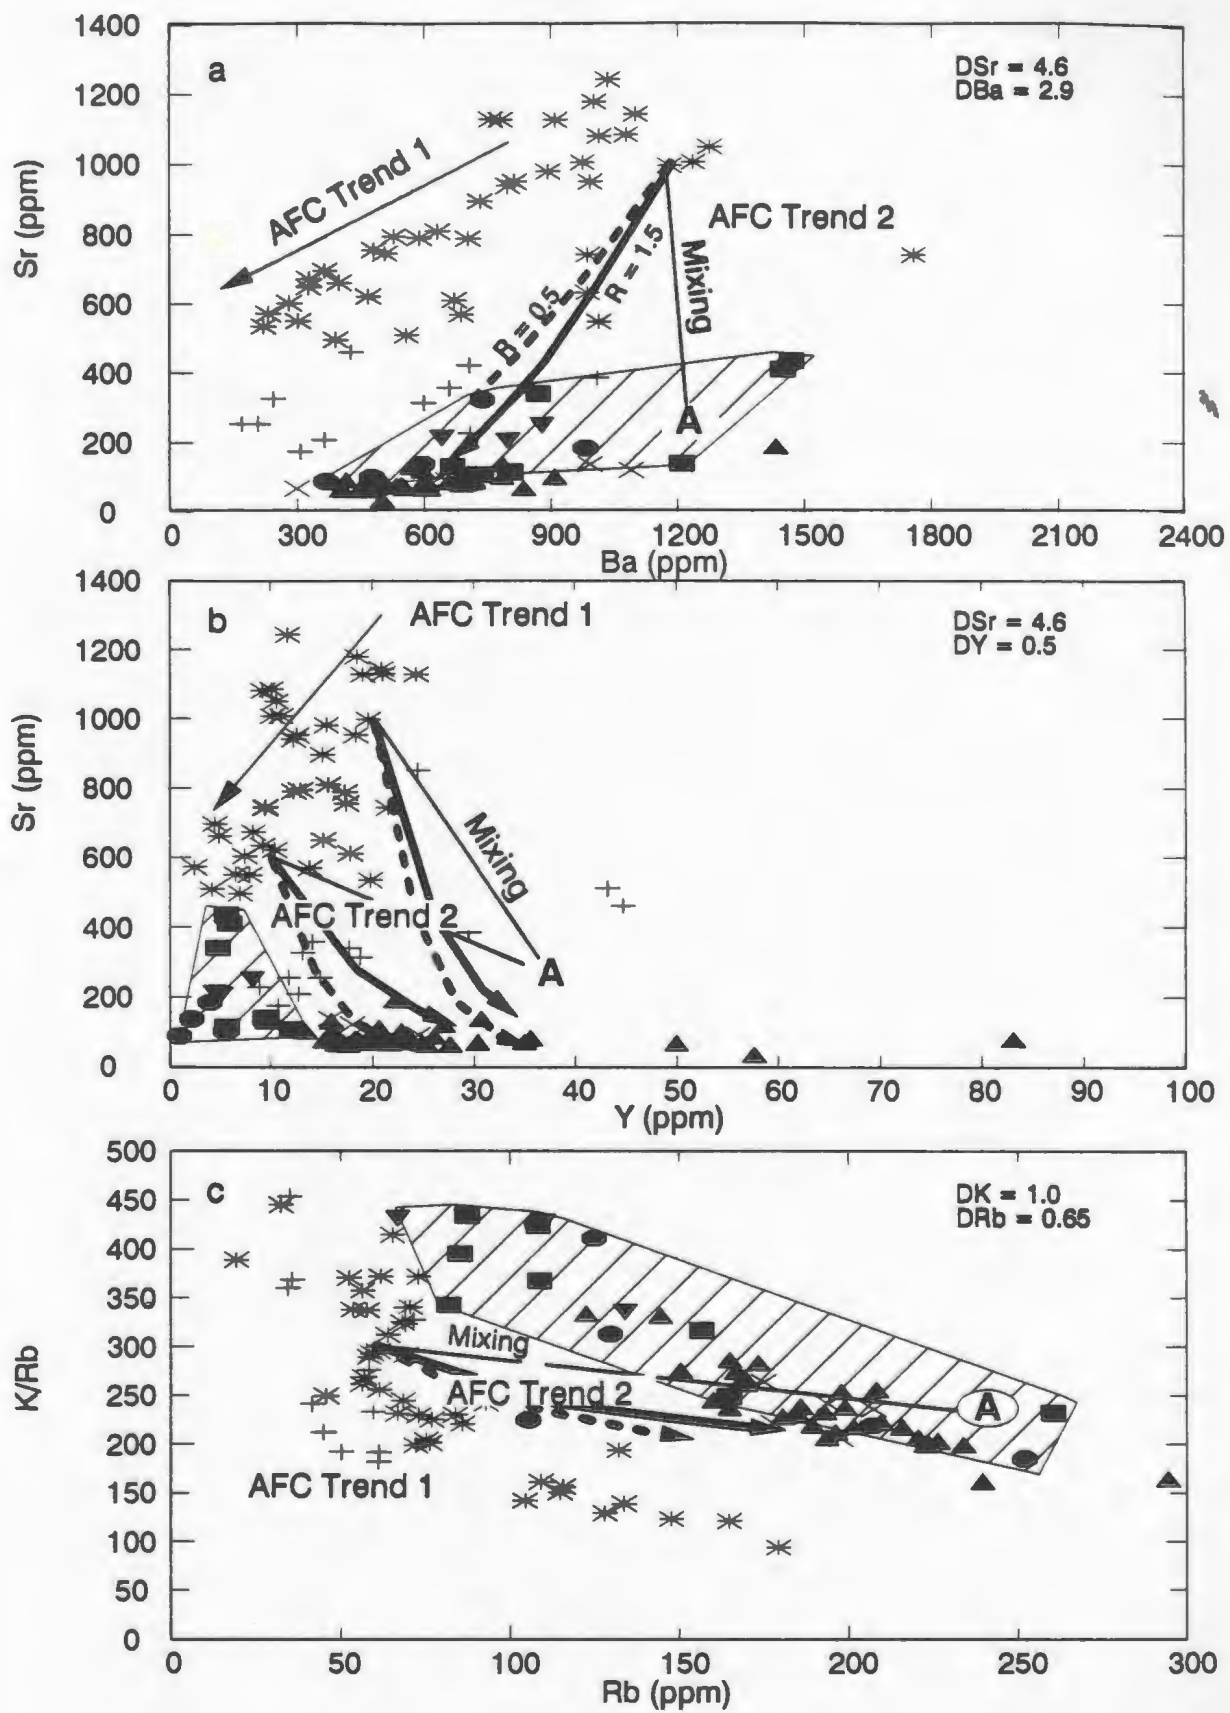 1400
1200
1000
800
600
400
200
0
Sr (ppm)
a
DSr = 4.6
DBa = 2.9
AFC Trend 1
AFC Trend 2
B = 0.5
R = 1.5
Mixing
A
0 300 600 900 1200 1500 1800 2100 2400
Ba (ppm)
1400
1200
1000
800
600
400
200
0
Sr (ppm)
b
AFC Trend 1
DSr = 4.6
DY = 0.5
Mixing
AFC Trend 2
A
0 10 20 30 40 50 60 70 80 90 100
Y (ppm)
500
450
400
350
300
250
200
150
100
50
0
K/Rb
c
DK = 1.0
DRb = 0.65
Mixing
AFC Trend 2
A
AFC Trend 1
0 50 100 150 200 250 300
Rb (ppm)